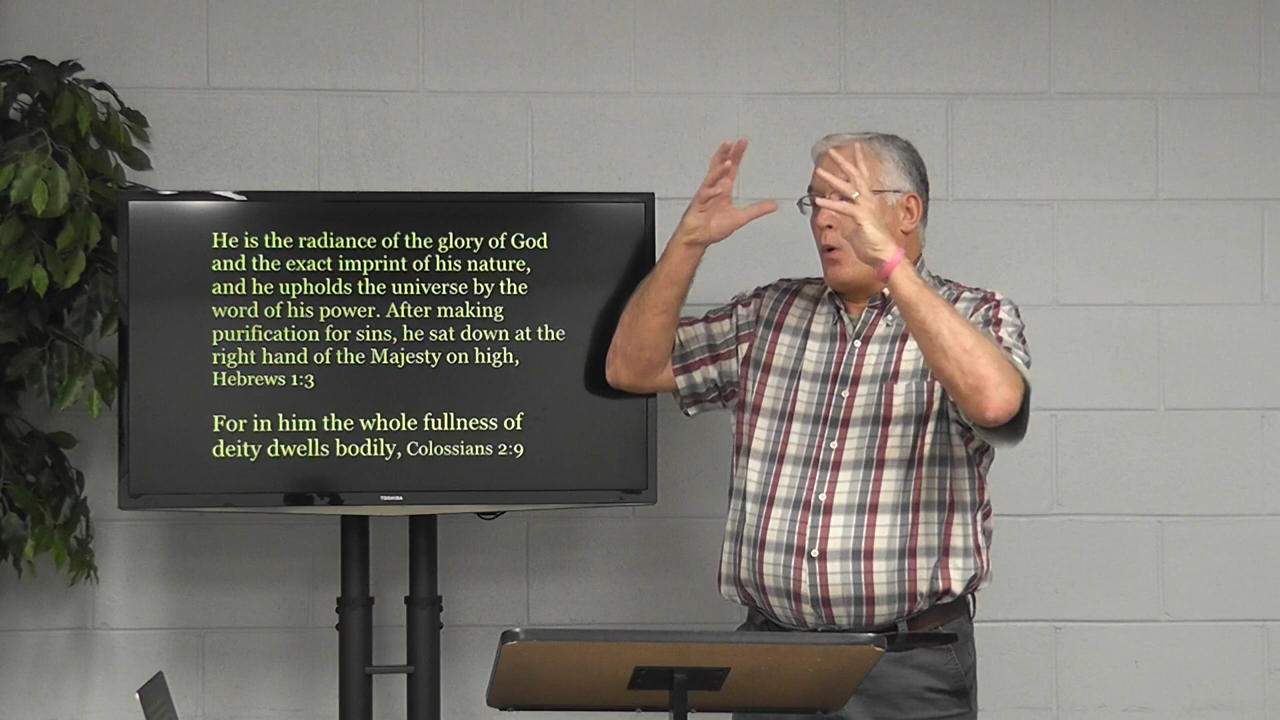 He is the radiance of the glory of God
and the exact imprint of his nature,
and he upholds the universe by the
word of his power. After making
purification for sins, he sat down at the
right hand of the Majesty on high,
Hebrews 1:3
For in him the whole fullness of
deity dwells bodily, Colossians 2:9
TOSHIBA